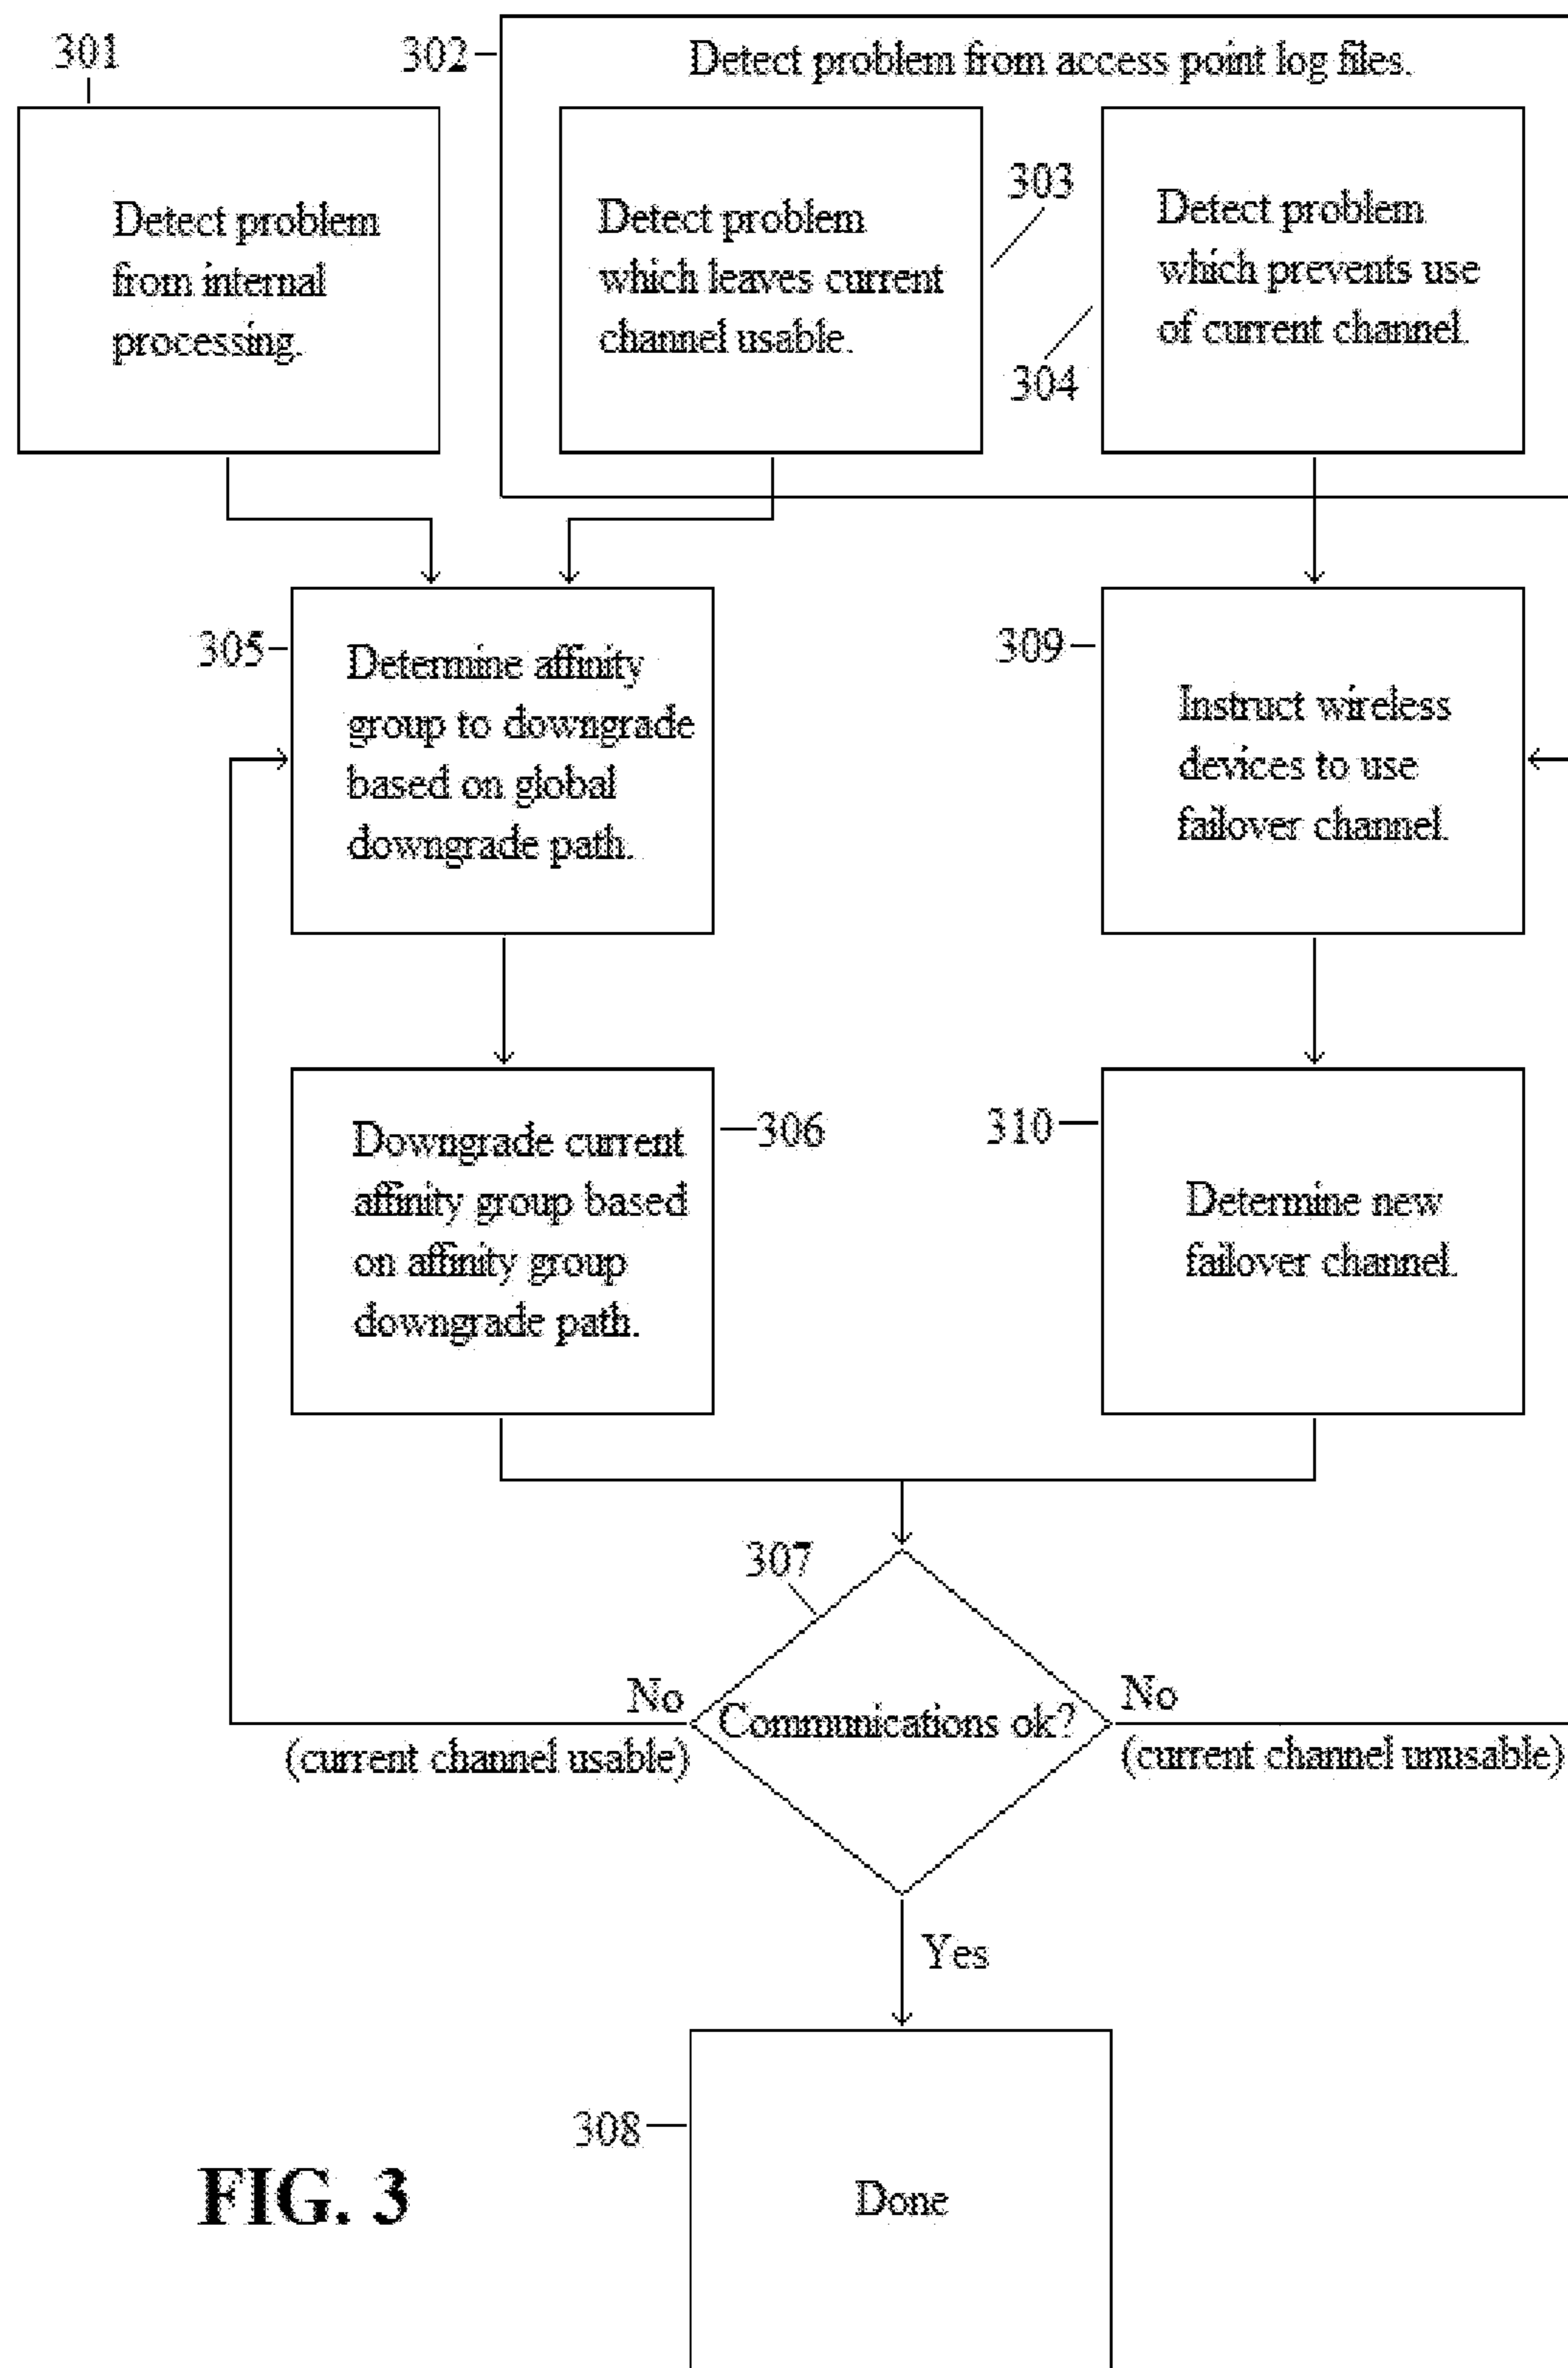 301
302
Detect problem from access point log files.
Detect problem
from internal
processing.
Detect problem
which leaves current
channel usable.
303
304
Detect problem
which prevents use
of current channel.
305
Determine affinity
group to downgrade
based on global
downgrade path.
309
Instruct wireless
devices to use
failover channel.
Downgrade current
affinity group based
on affinity group
downgrade path.
306
310
Determine new
failover channel.
307
Communications ok?
No
(current channel usable)
No
(current channel unusable)
Yes
308
Done
FIG. 3